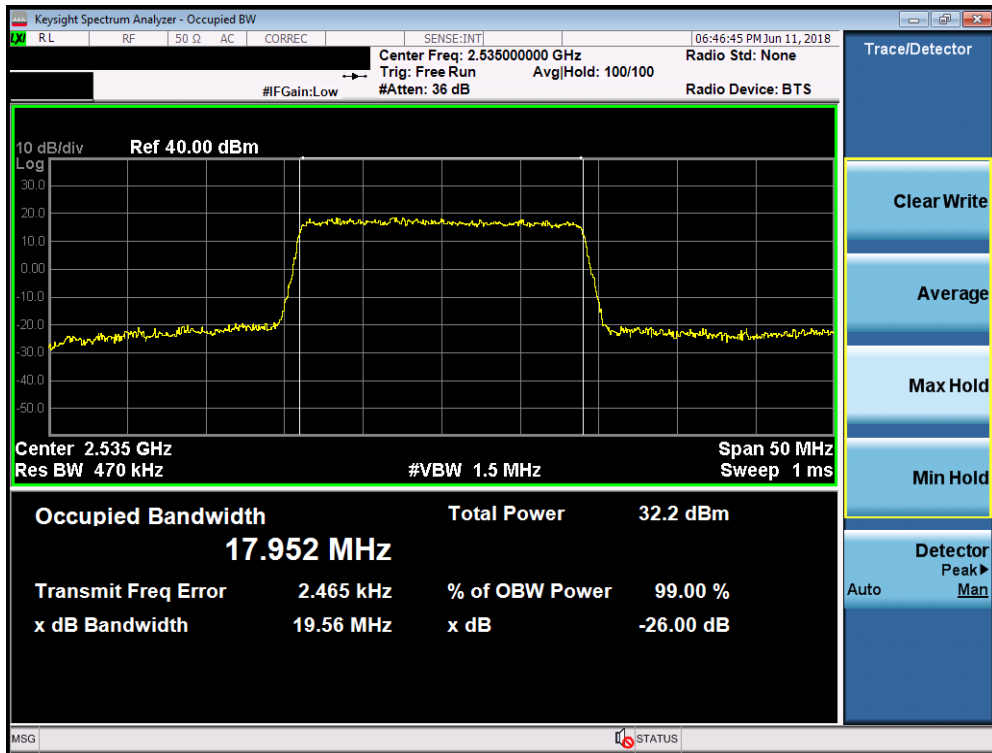 Keysight Spectrum Analyzer - Occupied BW
LXI RL RF 50 Ω AC CORREC SENSE:INT 06:46:45 PM Jun 11, 2018
Center Freq: 2.535000000 GHz Radio Std: None
Trig: Free Run Avg|Hold: 100/100
#IFGain:Low #Atten: 36 dB Radio Device: BTS
Trace/Detector
10 dB/div Ref 40.00 dBm
Log
30.0
20.0
10.0
0.00
-10.0
-20.0
-30.0
-40.0
-50.0
Center 2.535 GHz Span 50 MHz
Res BW 470 kHz #VBW 1.5 MHz Sweep 1 ms
Occupied Bandwidth Total Power 32.2 dBm
17.952 MHz
Transmit Freq Error 2.465 kHz % of OBW Power 99.00 %
x dB Bandwidth 19.56 MHz x dB -26.00 dB
Clear Write
Average
Max Hold
Min Hold
Detector
Peak▶
Auto Man
MSG STATUS